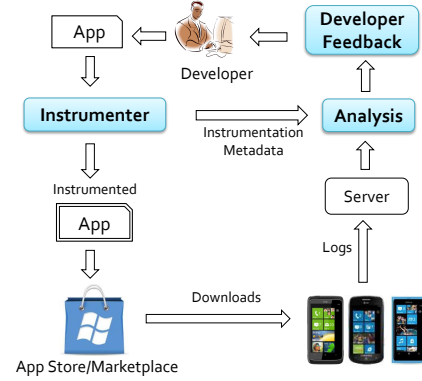 App
Developer
Developer
Feedback
Instrumenter
Instrumentation
Metadata
Analysis
Instrumented
App
Server
Logs
Downloads
App Store/Marketplace